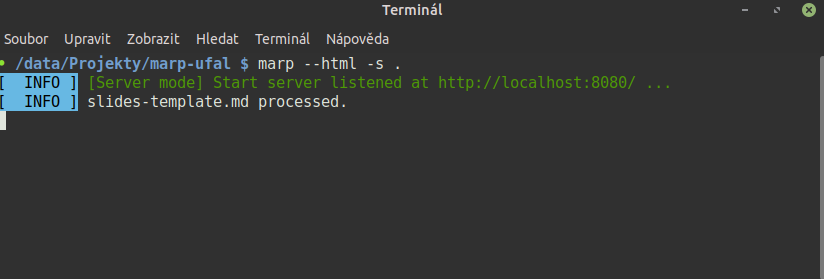 Terminál
Soubor Upravit Zobrazit Hledat Terminál Nápověda
/data/Projekty/marp-ufal $ marp --html -s .
[  INFO ] [Server mode] Start server listened at http://localhost:8080/ ...
[  INFO ] slides-template.md processed.